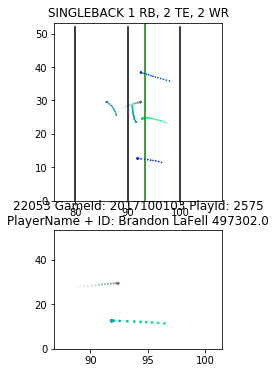 SINGLEBACK 1 RB, 2 TE, 2 WR
50
40
30
20
10
0
80 90 100
22053 GameId: 2017100103 PlayId: 2575
PlayerName + ID: Brandon LaFell 497302.0
40
20
0
90 95 100